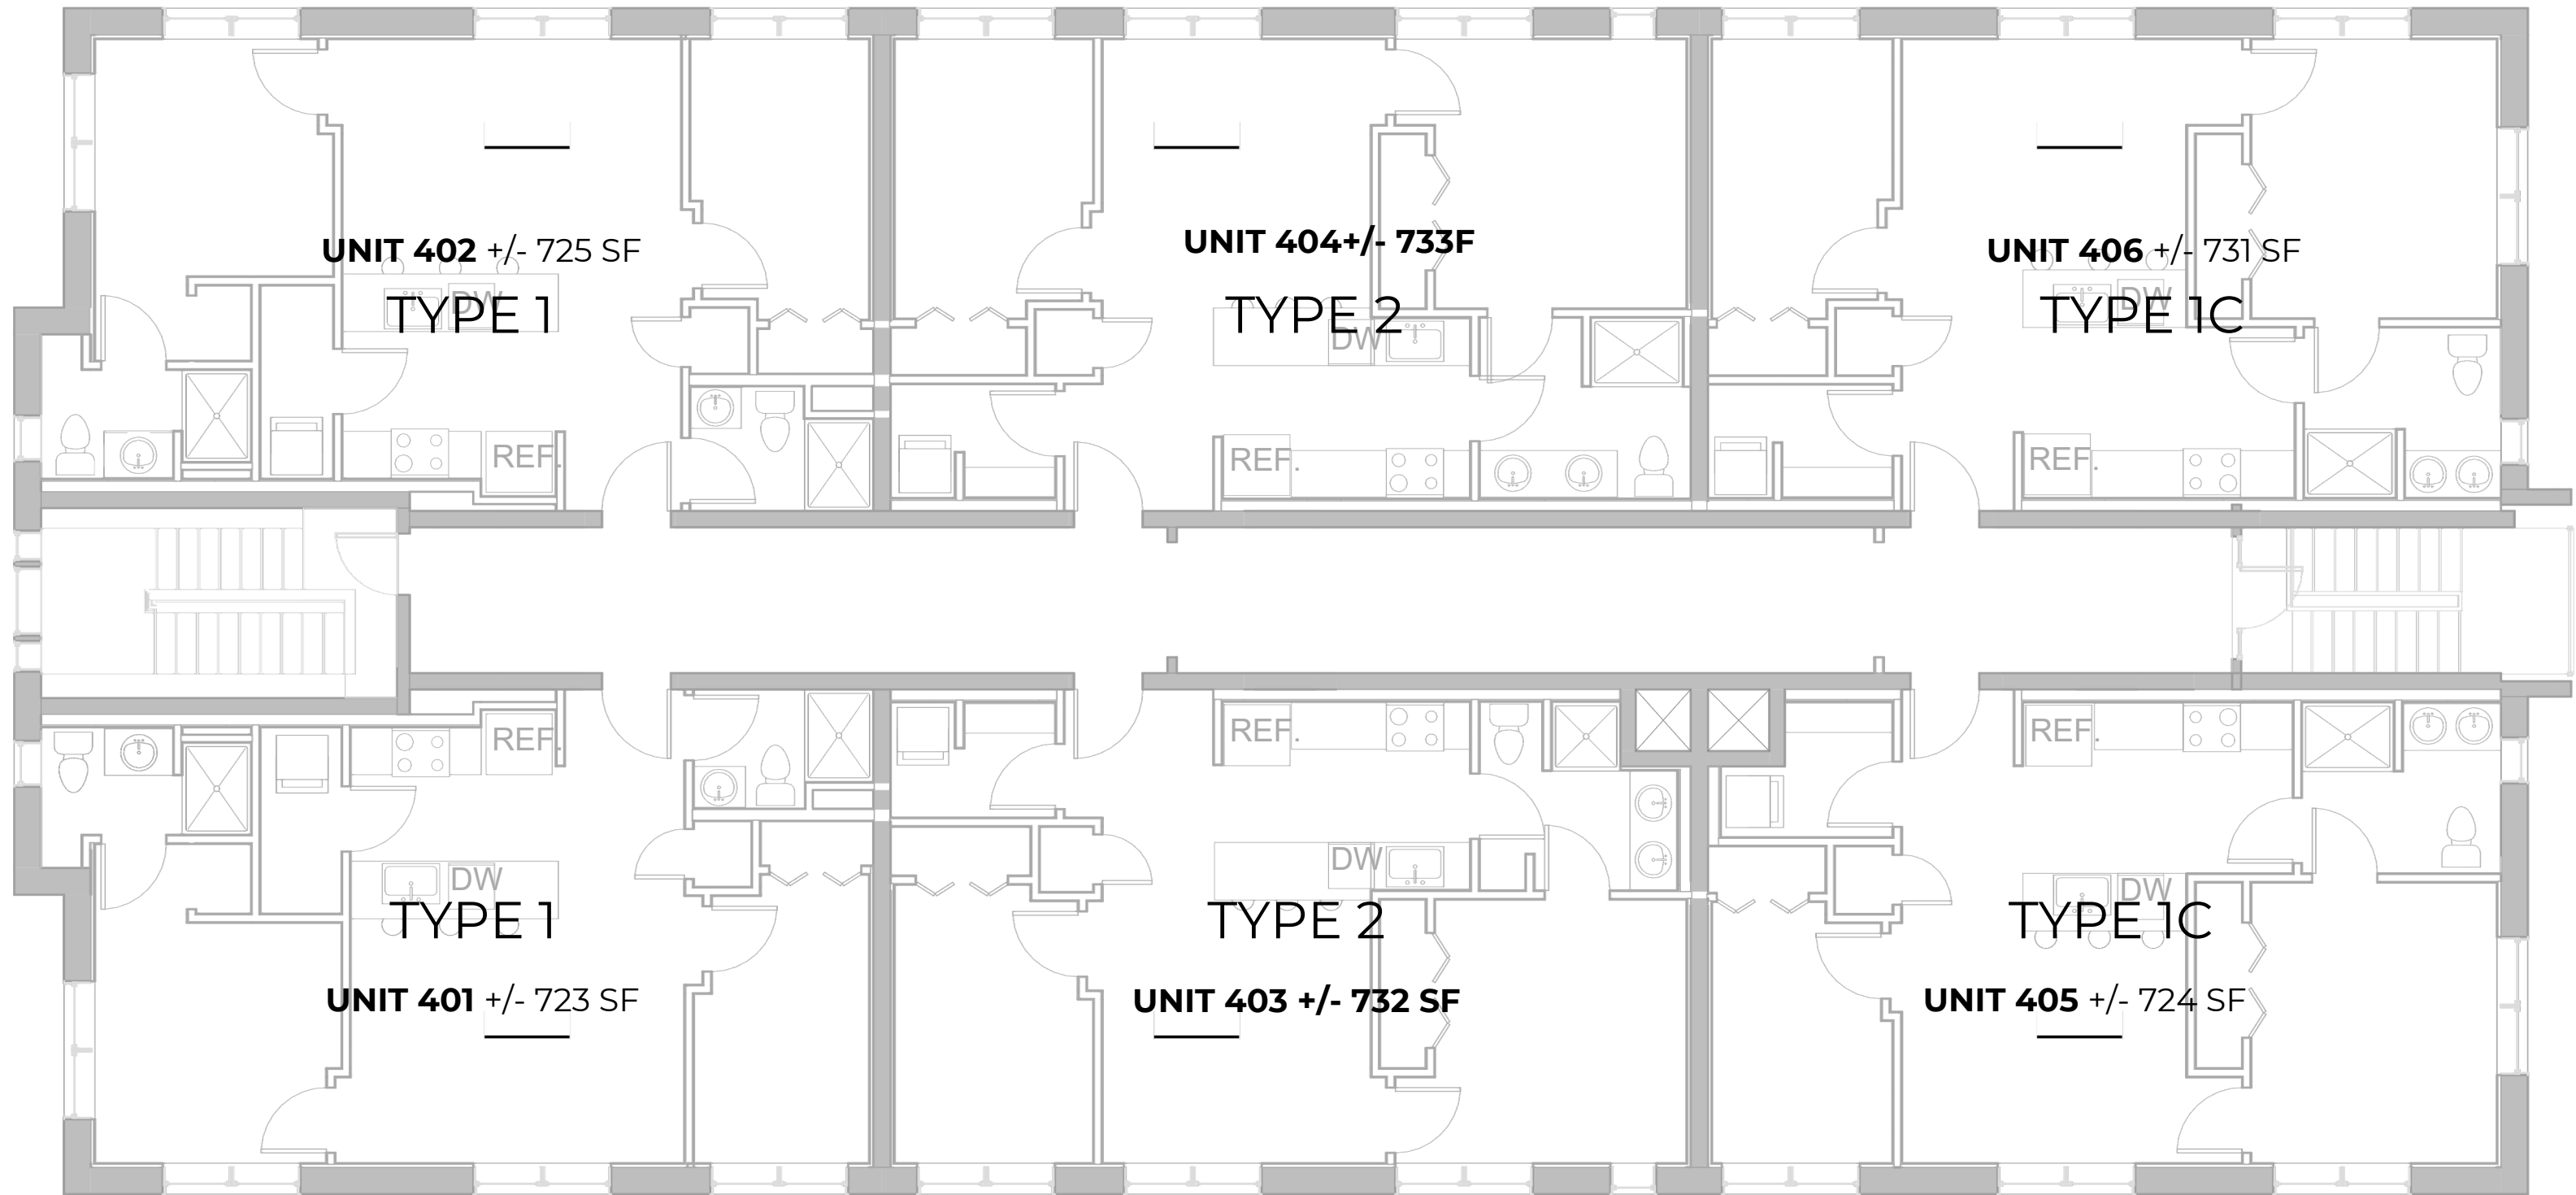 UNIT 402 +/- 725 SF
TYPE 1
DW
REF.
UNIT 404+/- 733F
TYPE 2
DW
REF.
UNIT 406 +/- 731 SF
TYPE 1C
DW
REF.
REF.
DW
TYPE 1
UNIT 401 +/- 723 SF
REF.
DW
TYPE 2
UNIT 403 +/- 732 SF
REF.
DW
TYPE 1C
UNIT 405 +/- 724 SF